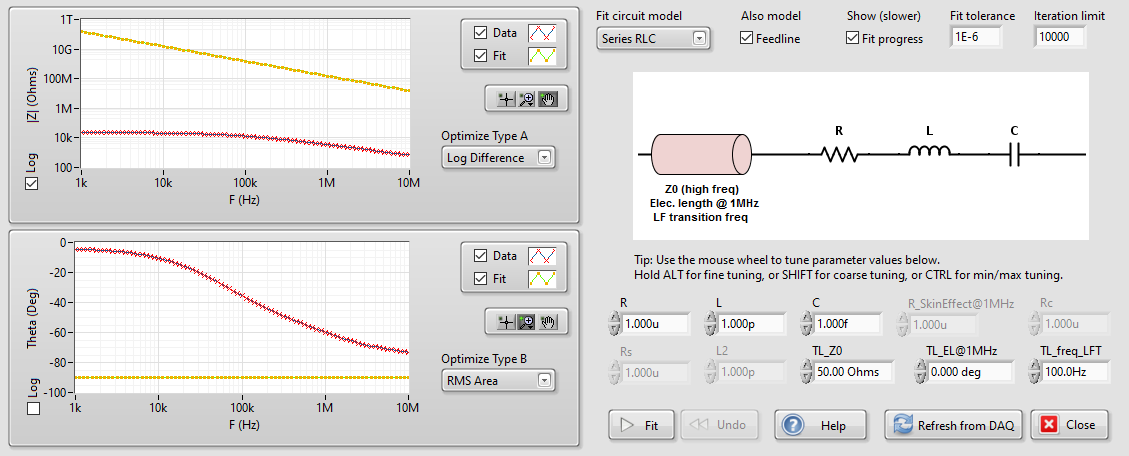 1T
10G
100M
1M
10k
100
|Z| (Ohms)
Log
1k 10k 100k 1M 10M
F (Hz)
Data
Fit
Optimize Type A
Log Difference
0
-20
-40
-60
-80
-100
Theta (Deg)
Log
1k 10k 100k 1M 10M
F (Hz)
Data
Fit
Optimize Type B
RMS Area
Fit circuit model Also model Show (slower) Fit tolerance Iteration limit
Series RLC Feedline Fit progress 1E-6 10000
R L C
Z0 (high freq)
Elec. length @ 1MHz
LF transition freq
Tip: Use the mouse wheel to tune parameter values below.
Hold ALT for fine tuning, or SHIFT for coarse tuning, or CTRL for min/max tuning.
R L C R_SkinEffect@1MHz Rc
1.000u 1.000p 1.000f 1.000u 1.000u
Rs L2 TL_Z0 TL_EL@1MHz TL_freq_LFT
1.000u 1.000p 50.00 Ohms 0.000 deg 100.0Hz
Fit Undo Help Refresh from DAQ Close